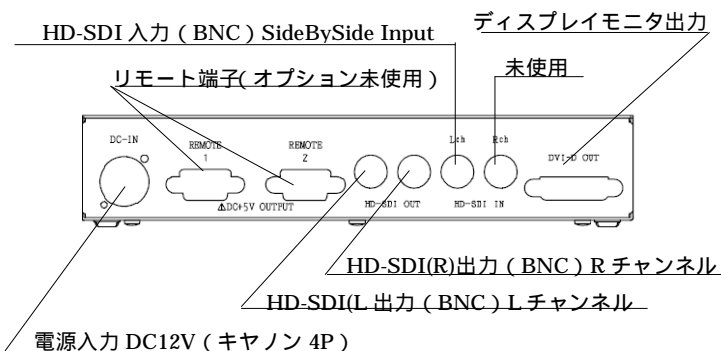 ディスプレイモニタ出力
HD-SDI 入力 ( BNC ) SideBySide Input
リモート端子( オプション未使用 )
未使用
DC-IN
REMOTE
1
REMOTE
2
Lch
Rch
DVI-D OUT
⚠DC+5V OUTPUT
HD-SDI OUT
HD-SDI IN
HD-SDI(R)出力 ( BNC ) R チャンネル
HD-SDI(L 出力 ( BNC ) L チャンネル
電源入力 DC12V ( キヤノン 4P )